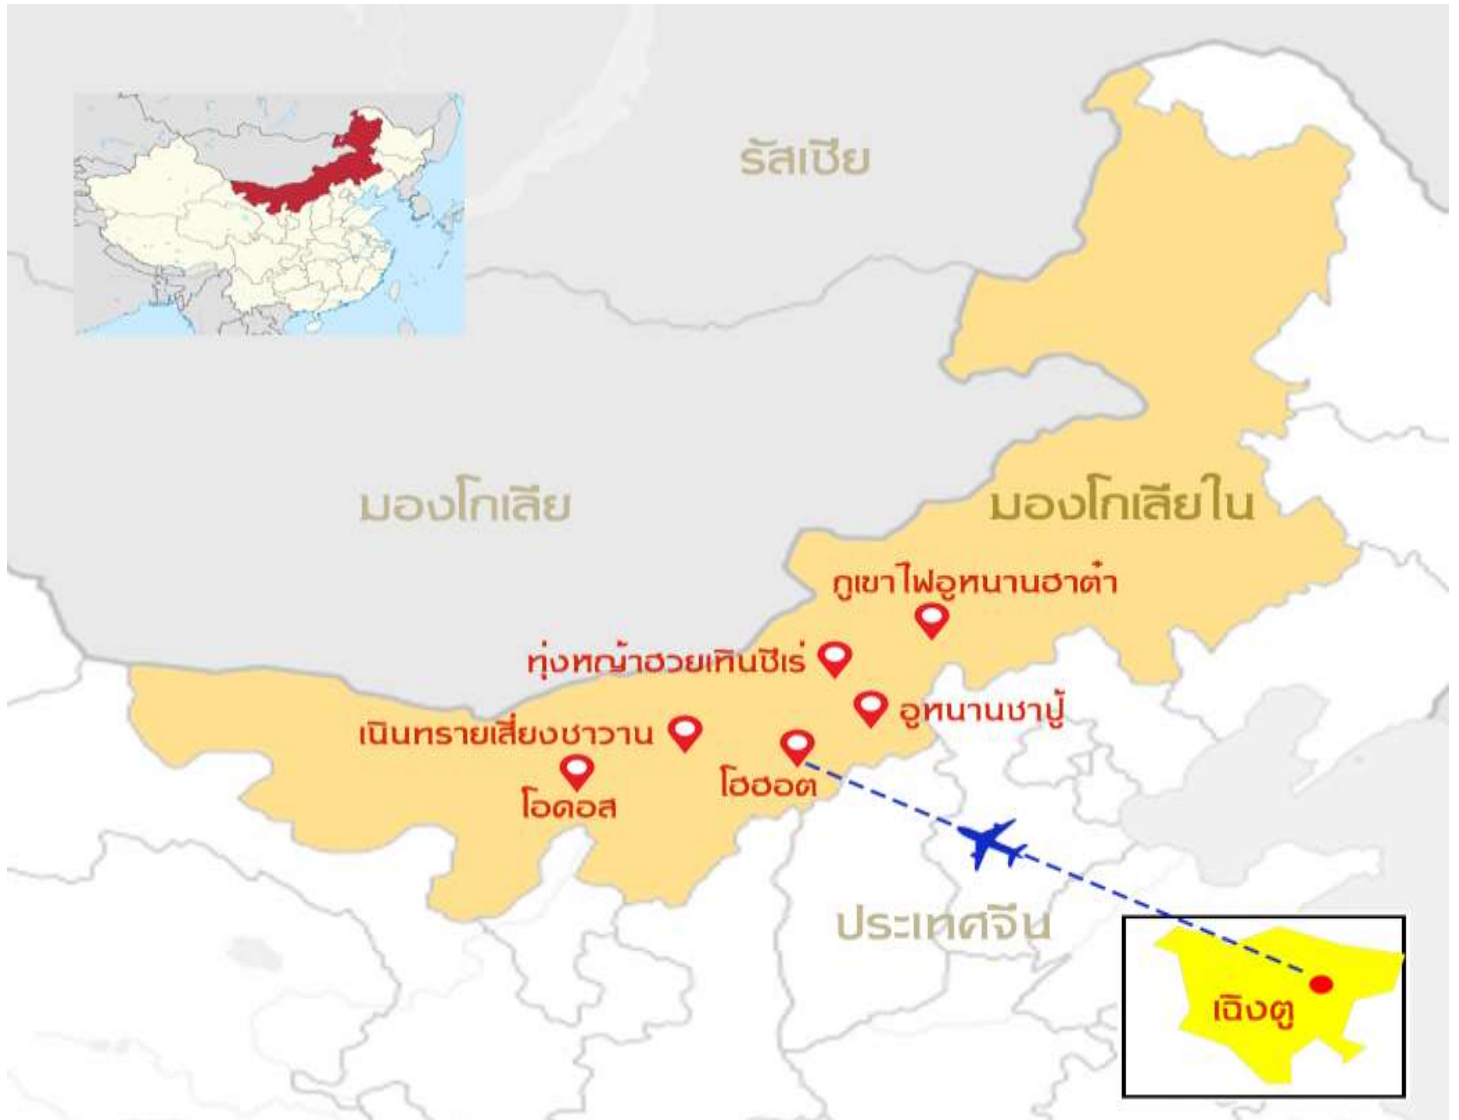 รัสเซีย
มองโกเลีย
มองโกเลียใน
ภูเขาไฟอูหนานฮาต๋า
ทุ่งหญ้าฮวยเทินซีเร่
อูหนานชาปู้
เนินทรายเสี่ยงชาวาน
โฮฮอต
โอดอส
ประเทศจีน
เฉิงตู